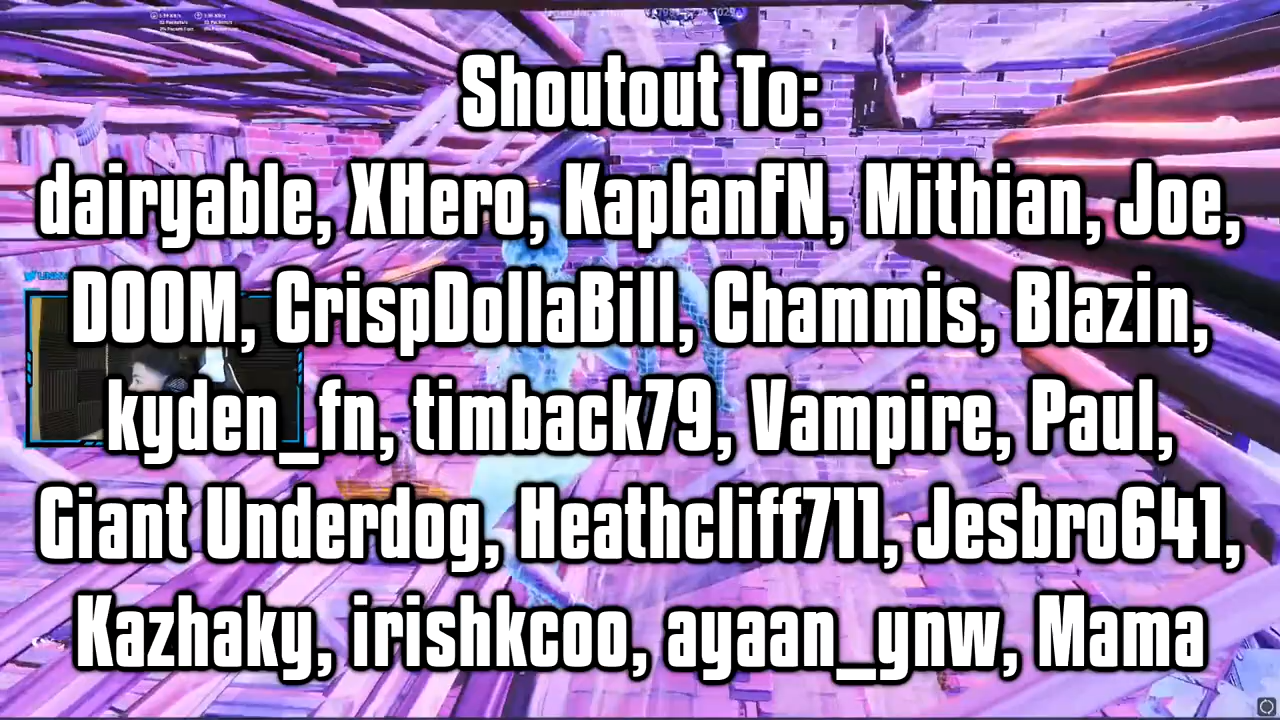 Shoutout To:
dairyable, XHero, KaplanFN, Mithian, Joe,
DOOM, CrispDollaBill, Chammis, Blazin,
kyden_fn, timback79, Vampire, Paul,
Giant Underdog, Heathcliff711, Jesbro641,
Kazhaky, irishkcoo, ayaan_ynw, Mama